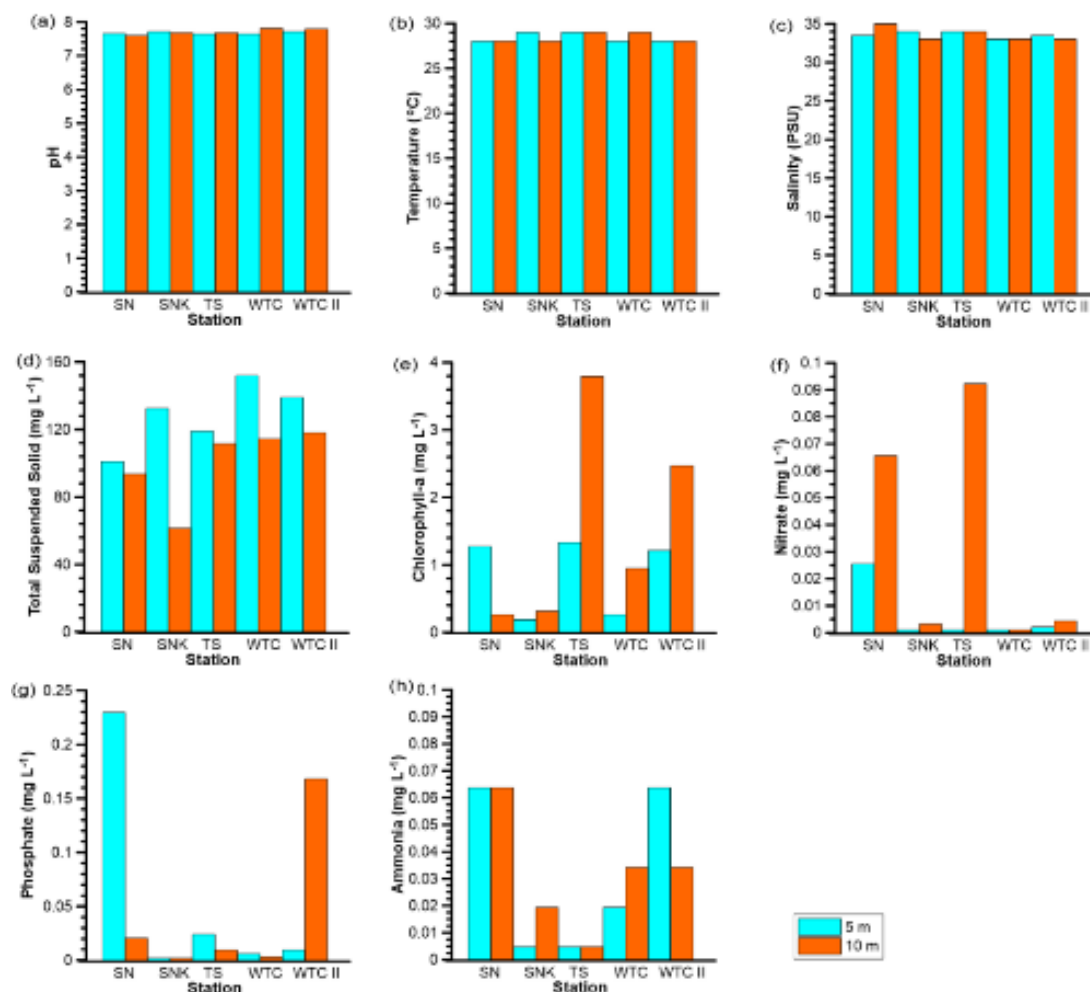 (a)
8
7
6
5
4
3
2
1
0
pH
SN SNK TS WTC WTC II
Station
(b)
30
25
20
15
10
5
0
Temperature (ºC)
SN SNK TS WTC WTC II
Station
(c)
35
30
25
20
15
10
5
0
Salinity (PSU)
SN SNK TS WTC WTC II
Station
(d)
160
120
80
40
0
Total Suspended Solid (mg L-1)
SN SNK TS WTC WTC II
Station
(e)
4
3
2
1
0
Chlorophyll-a (mg L-1)
SN SNK TS WTC WTC II
Station
(f)
0.1
0.09
0.08
0.07
0.06
0.05
0.04
0.03
0.02
0.01
0
Nitrate (mg L-1)
SN SNK TS WTC WTC II
Station
(g)
0.25
0.2
0.15
0.1
0.05
0
Phosphate (mg L-1)
SN SNK TS WTC WTC II
Station
(h)
0.1
0.09
0.08
0.07
0.06
0.05
0.04
0.03
0.02
0.01
0
Ammonia (mg L-1)
SN SNK TS WTC WTC II
Station
5 m
10 m